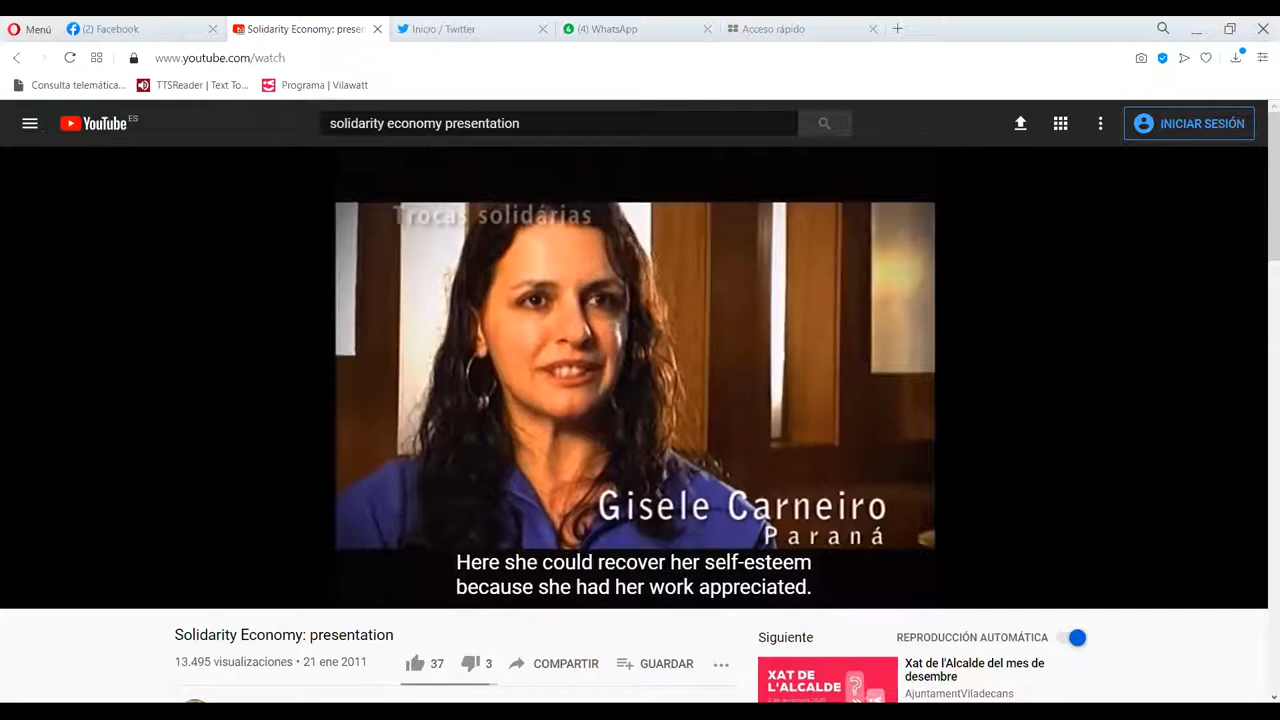 Menú
(2) Facebook
Solidarity Economy: presen
Inicio / Twitter
(4) WhatsApp
Acceso rápido
www.youtube.com/watch
Consulta telemática...
TTSReader | Text To...
Programa | Vilawatt
YouTube ES
solidarity economy presentation
INICIAR SESIÓN
Trocas solidárias
Gisele Carneiro
Paraná
Here she could recover her self-esteem
because she had her work appreciated.
Solidarity Economy: presentation
13.495 visualizaciones • 21 ene 2011
37
3
COMPARTIR
GUARDAR
Siguiente
REPRODUCCIÓN AUTOMÁTICA
XAT DE
L'ALCALDE
Xat de l'Alcalde del mes de
desembre
AjuntamentViladecans